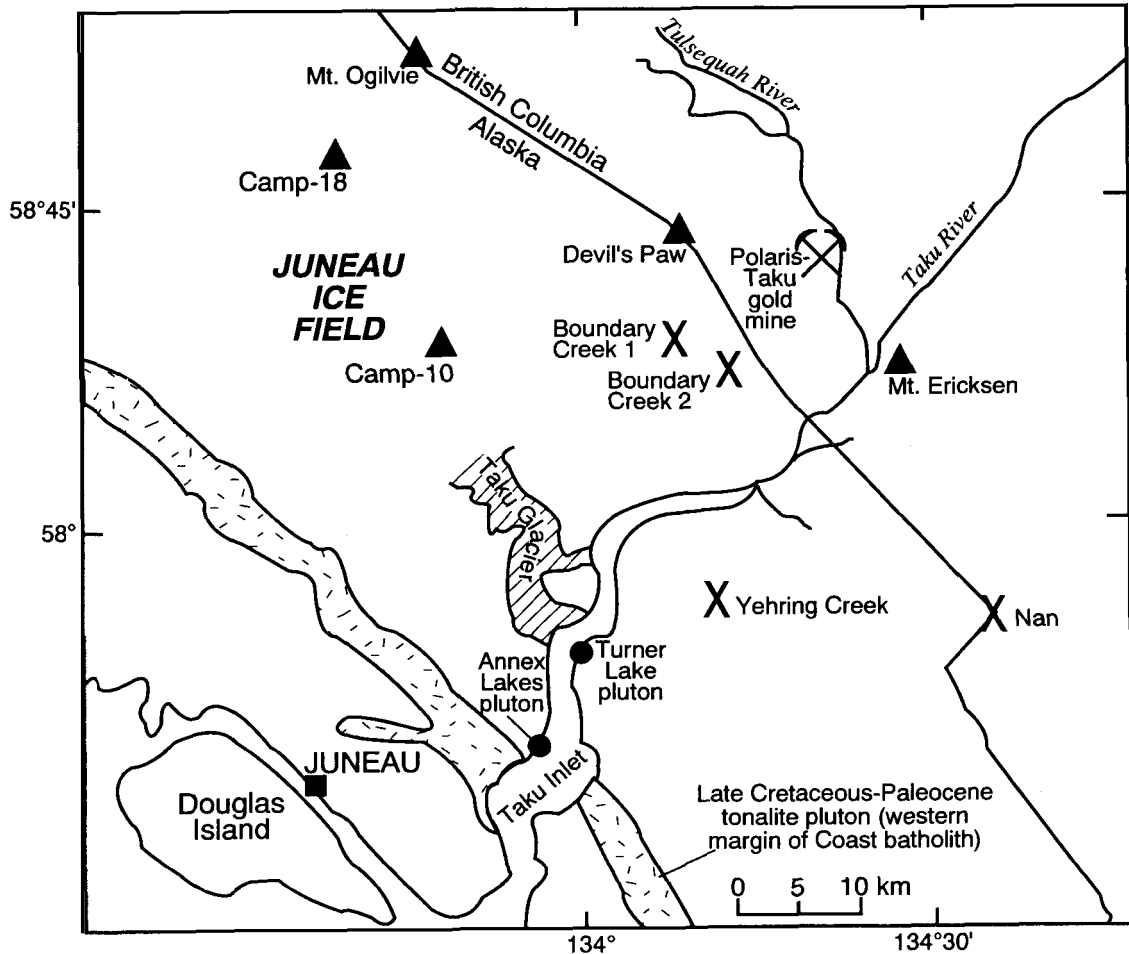 Mt. Ogilvie
British Columbia
Alaska
Tulsequah River
Camp-18
58°45'
Devil's Paw
Polaris-
Taku
gold
mine
Taku River
JUNEAU
ICE
FIELD
Boundary
Creek 1
Boundary
Creek 2
Camp-10
Mt. Ericksen
Taku Glacier
58°
Yehring Creek
Nan
Annex
Lakes
pluton
Turner
Lake
pluton
JUNEAU
Taku Inlet
Douglas
Island
Late Cretaceous-Paleocene
tonalite pluton (western
margin of Coast batholith)
0 5 10 km
134°
134°30'